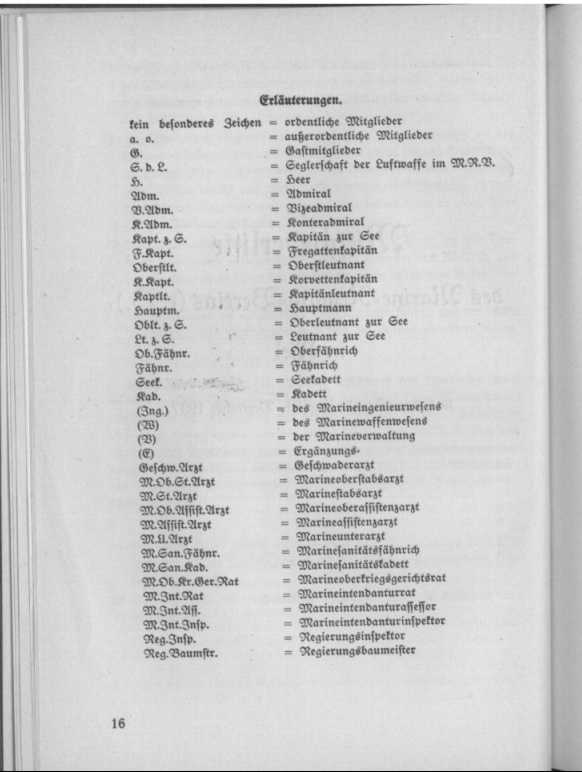 Erläuterungen.
kein besonderes Zeichen = ordentliche Mitglieder
a. o. = außerordentliche Mitglieder
G. = Gastmitglieder
S. d. L. = Seglerschaft der Luftwaffe im M.R.V.
H. = Heer
Adm. = Admiral
V.Adm. = Vizeadmiral
K.Adm. = Konteradmiral
Kapt. z. S. = Kapitän zur See
F.Kapt. = Fregattenkapitän
Oberstlt. = Oberstleutnant
K.Kapt. = Korvettenkapitän
Kaptlt. = Kapitänleutnant
Hauptm. = Hauptmann
Oblt. z. S. = Oberleutnant zur See
Lt. z. S. = Leutnant zur See
Ob.Fähnr. = Oberfähnrich
Fähnr. = Fähnrich
Seek. = Seekadett
Kad. = Kadett
(Ing.) = des Marineingenieurwesens
(W) = des Marinewaffenwesens
(V) = der Marineverwaltung
(E) = Ergänzungs-
Geschw.Arzt = Geschwaderarzt
M.Ob.St.Arzt = Marineoberstabsarzt
M.St.Arzt = Marinestabsarzt
M.Ob.Assist.Arzt = Marineoberassistenzarzt
M.Assist.Arzt = Marineassistenzarzt
M.U.Arzt = Marineunterarzt
M.San.Fähnr. = Marinesanitätsfähnrich
M.San.Kad. = Marinesanitätskadett
M.Ob.Kr.Ger.Rat = Marineoberkriegsgerichtsrat
M.Int.Rat = Marineintendanturrat
M.Int.Ass. = Marineintendanturassessor
M.Int.Insp. = Marineintendanturinspektor
Reg.Insp. = Regierungsinspektor
Reg.Baumstr. = Regierungsbaumeister
16